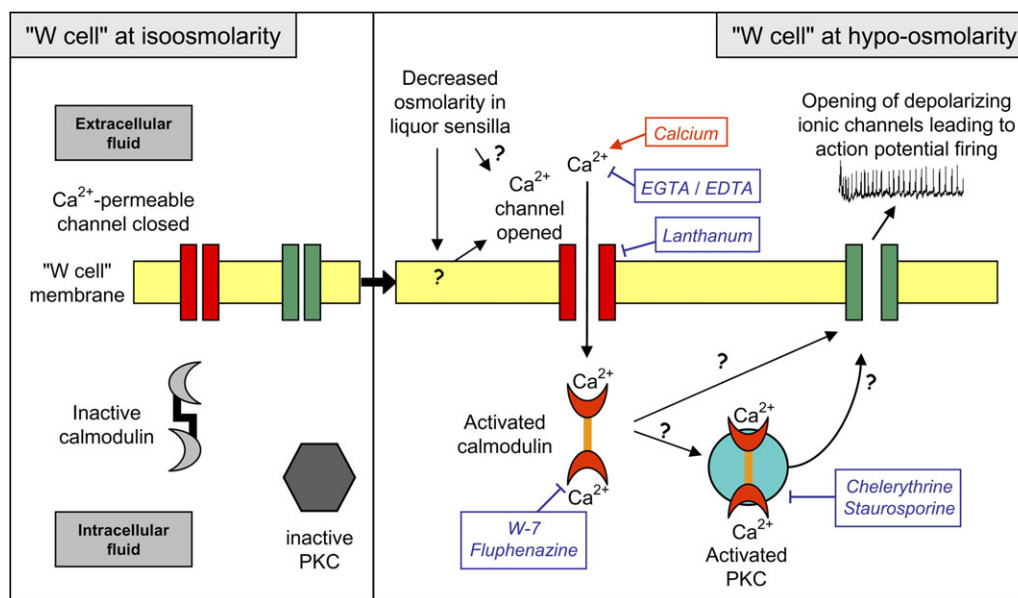 "W cell" at isoosmolarity
Extracellular
fluid
Ca²⁺-permeable
channel closed
"W cell"
membrane
Inactive
calmodulin
inactive
PKC
Intracellular
fluid
"W cell" at hypo-osmolarity
Decreased
osmolarity in
liquor sensilla
?
?
Ca²⁺
channel
opened
Ca²⁺
Calcium
EGTA / EDTA
Lanthanum
Opening of depolarizing
ionic channels leading to
action potential firing
Ca²⁺
Activated
calmodulin
Ca²⁺
W-7
Fluphenazine
?
?
?
Ca²⁺
Ca²⁺
Activated
PKC
Chelerythrine
Staurosporine